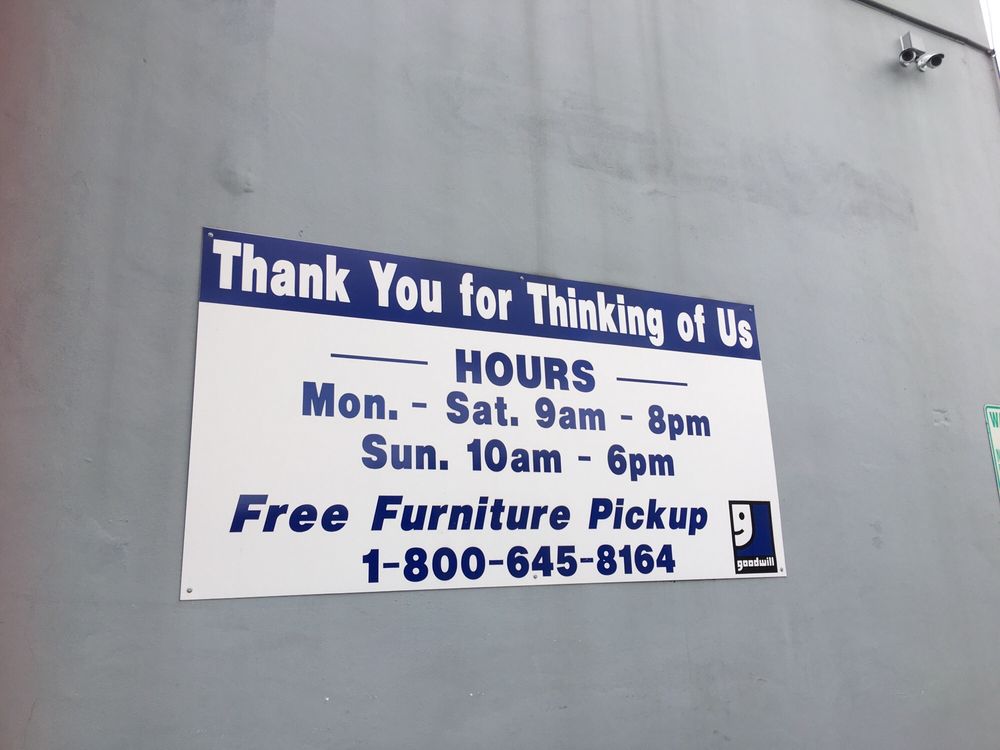 Thank You for Thinking of Us
HOURS
Mon. - Sat. 9am - 8pm
Sun. 10am - 6pm
Free Furniture Pickup
1-800-645-8164
goodwill